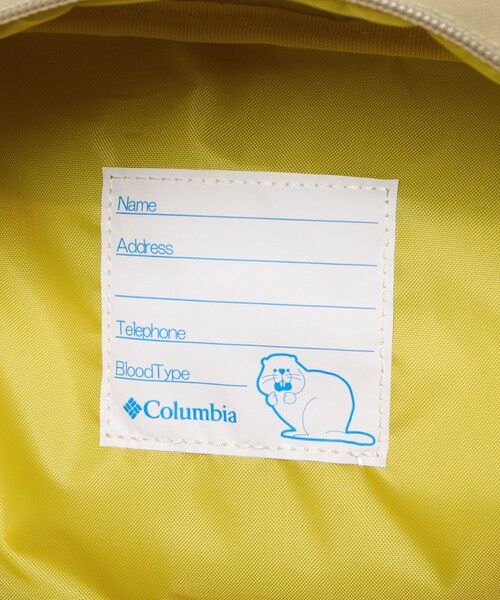 Name
Address
Telephone
BloodType
Columbia